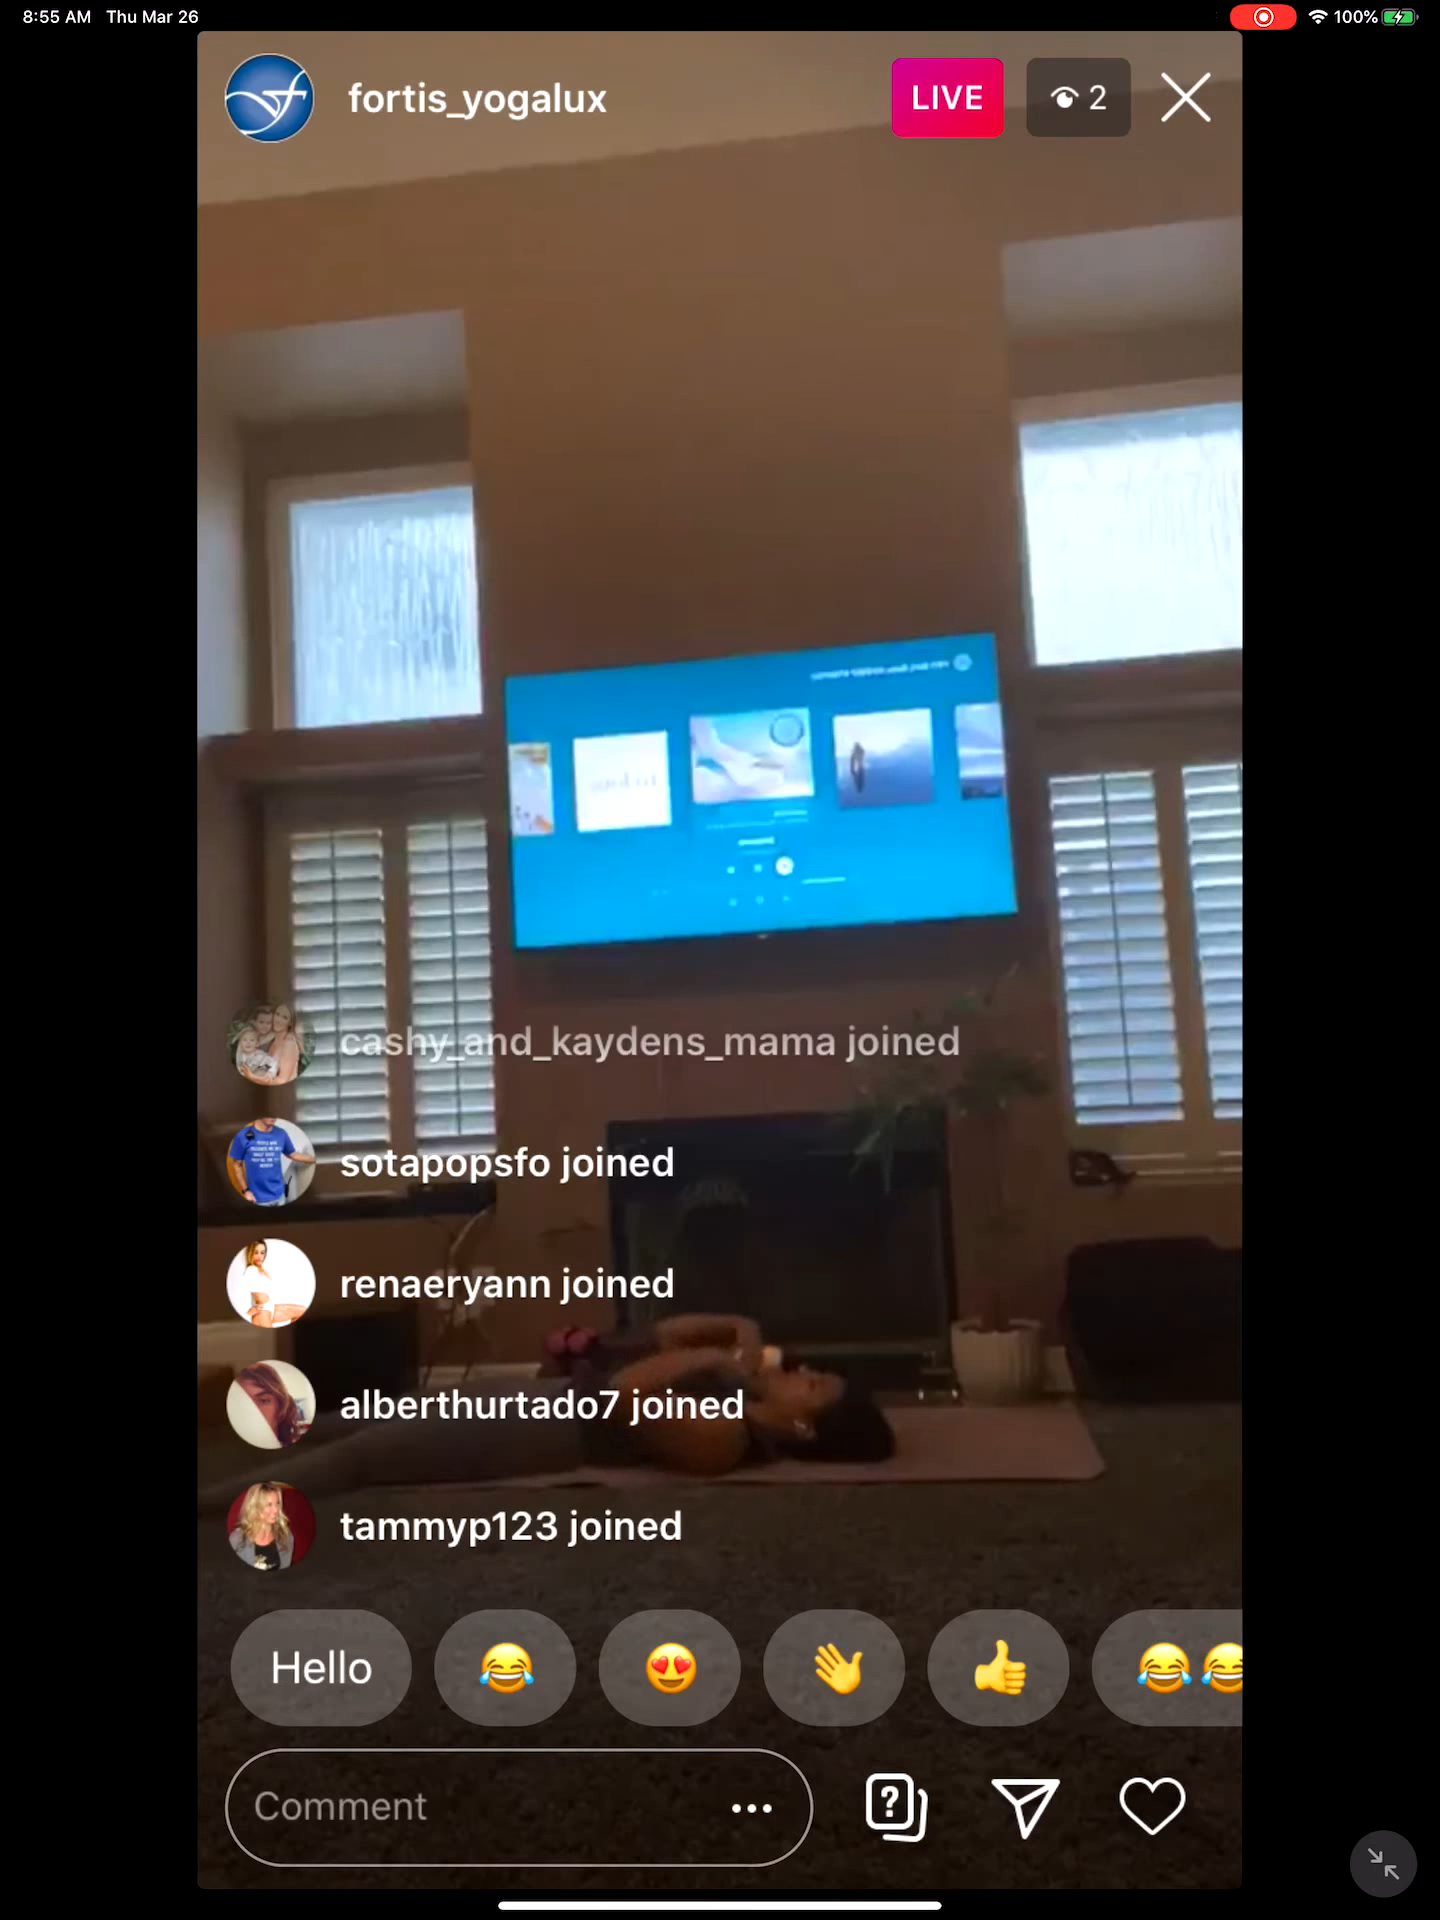 8:55 AM Thu Mar 26
100%
fortis_yogalux
LIVE
2
cashy_and_kaydens_mama joined
sotapopsfo joined
renaeryann joined
alberthurtado7 joined
tammyp123 joined
Hello 😂 😍 👋 👍 😂😂
Comment
?